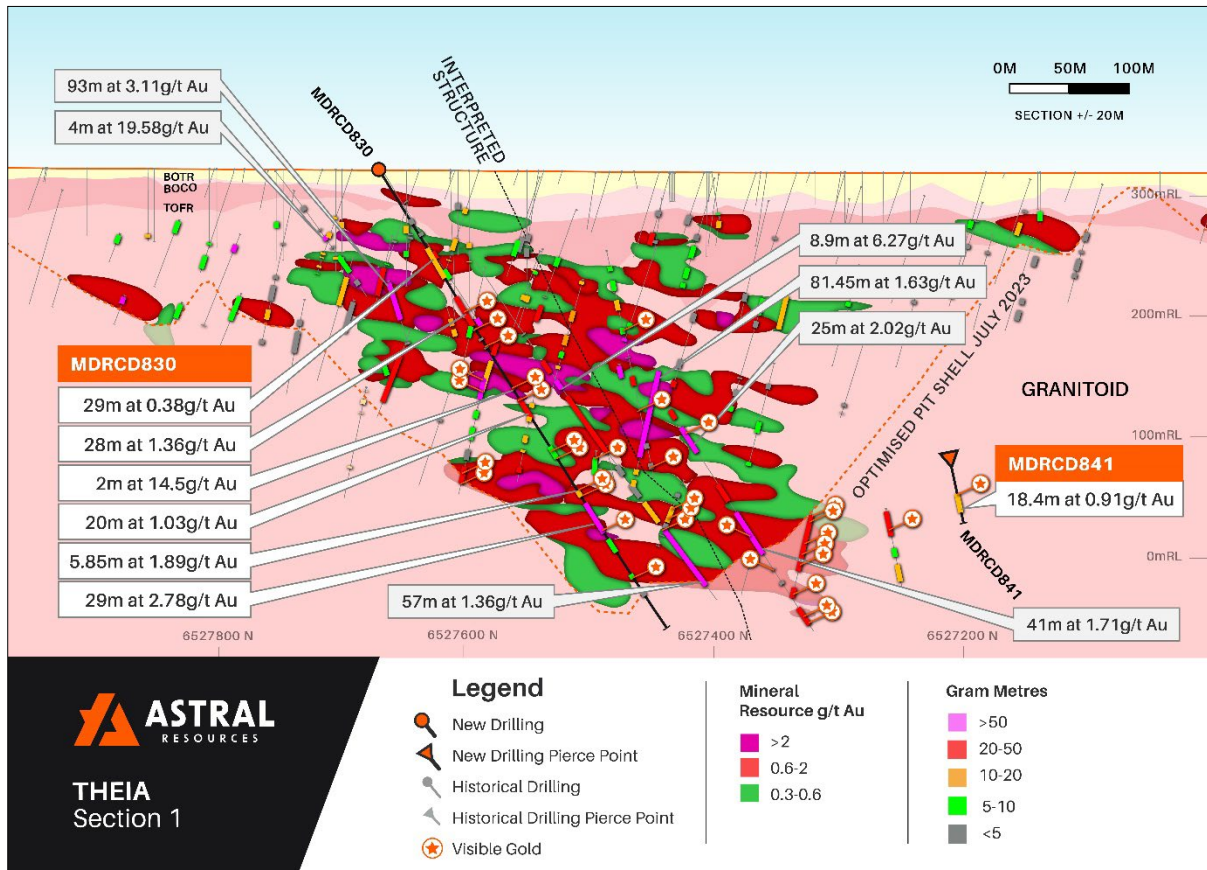 93m at 3.11g/t Au
4m at 19.58g/t Au
MDRCD830
INTERPRETED
STRUCTURE
0M 50M 100M
SECTION +/- 20M
BOTR
BOCO
TOFR
300mRL
8.9m at 6.27g/t Au
81.45m at 1.63g/t Au
25m at 2.02g/t Au
200mRL
MDRCD830
29m at 0.38g/t Au
28m at 1.36g/t Au
2m at 14.5g/t Au
20m at 1.03g/t Au
5.85m at 1.89g/t Au
29m at 2.78g/t Au
OPTIMISED PIT SHELL JULY 2023
GRANITOID
100mRL
MDRCD841
18.4m at 0.91g/t Au
MDRCD841
0mRL
57m at 1.36g/t Au
41m at 1.71g/t Au
6527800 N
6527600 N
6527400 N
6527200 N
ASTRAL
RESOURCES
THEIA
Section 1
Legend
New Drilling
New Drilling Pierce Point
Historical Drilling
Historical Drilling Pierce Point
Visible Gold
Mineral
Resource g/t Au
>2
0.6-2
0.3-0.6
Gram Metres
>50
20-50
10-20
5-10
<5